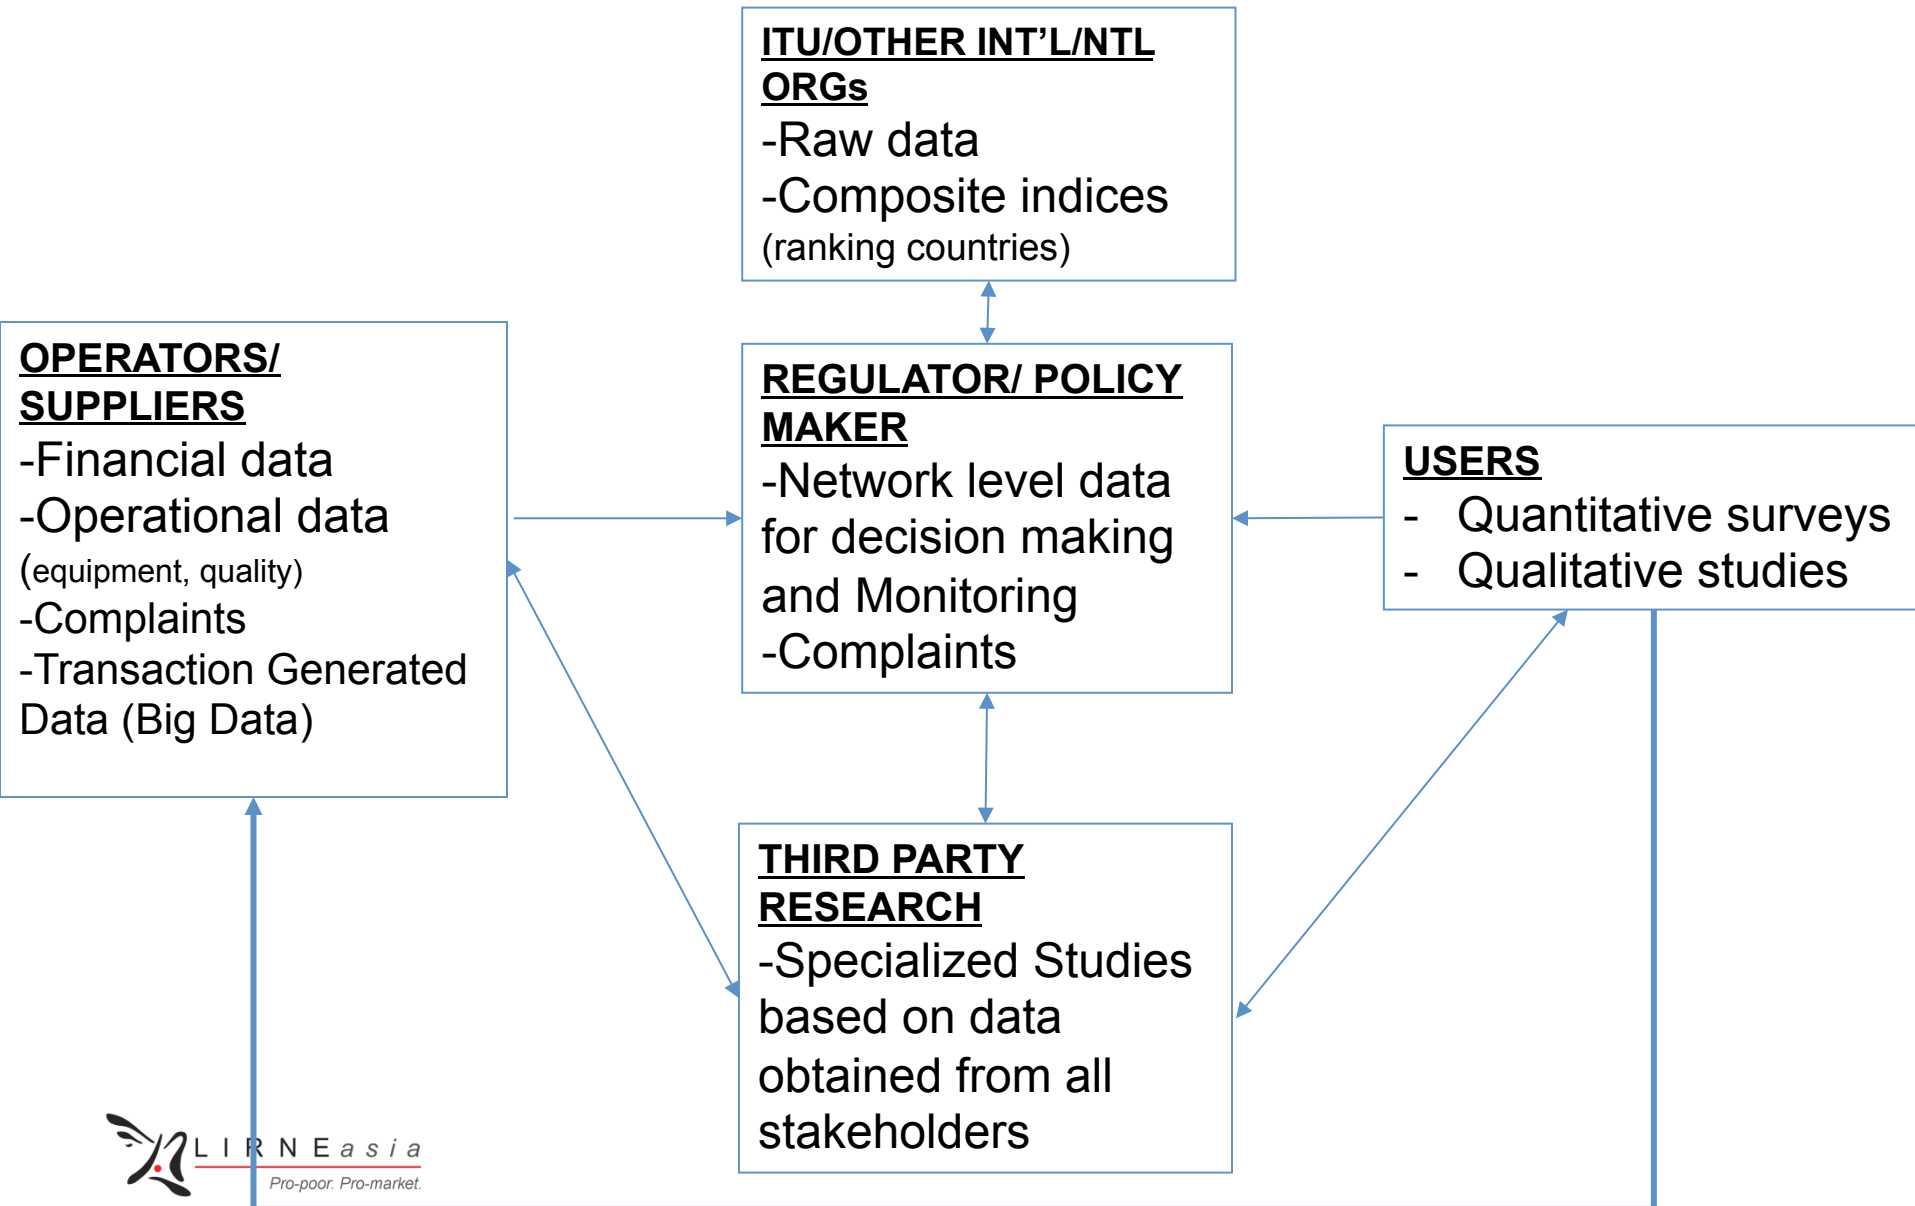 ITU/OTHER INT’L/NTL
ORGs
-Raw data
-Composite indices
(ranking countries)
OPERATORS/
SUPPLIERS
-Financial data
-Operational data
(equipment, quality)
-Complaints
-Transaction Generated
Data (Big Data)
REGULATOR/ POLICY
MAKER
-Network level data
for decision making
and Monitoring
-Complaints
USERS
- Quantitative surveys
- Qualitative studies
THIRD PARTY
RESEARCH
-Specialized Studies
based on data
obtained from all
stakeholders
LIRNEasia
Pro-poor. Pro-market.